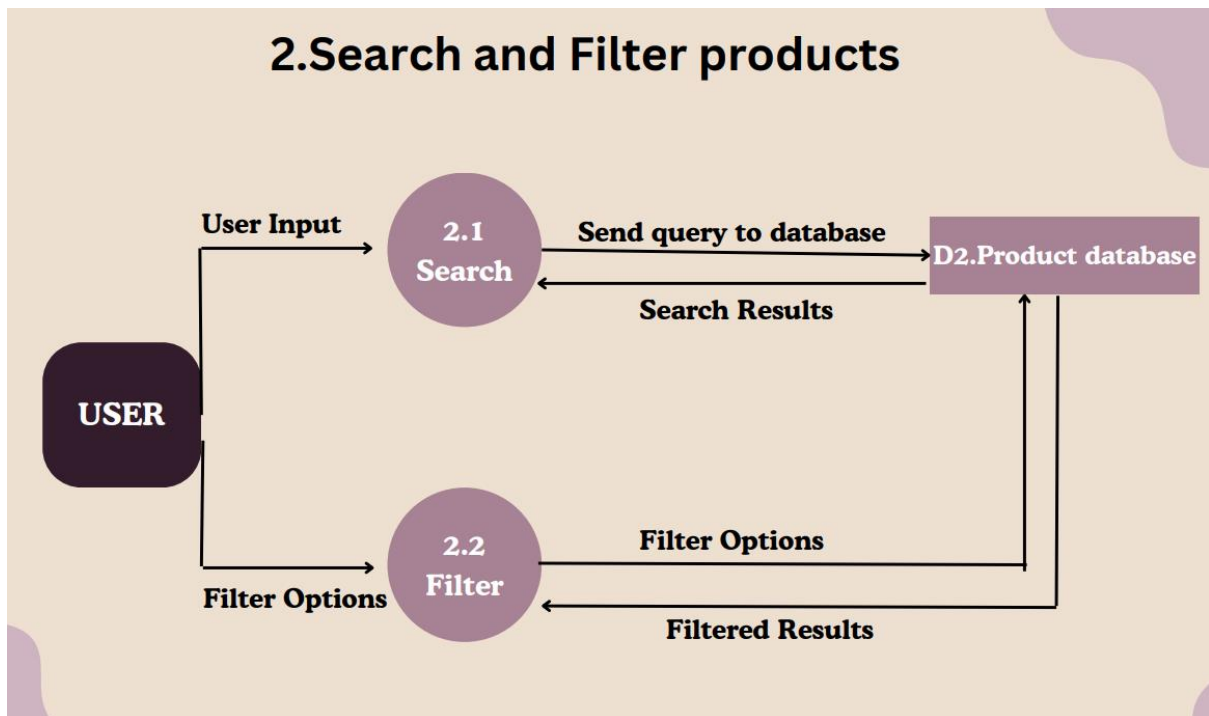 2.Search and Filter products
User Input
2.1
Search
Send query to database
D2.Product database
Search Results
USER
2.2
Filter
Filter Options
Filter Options
Filtered Results